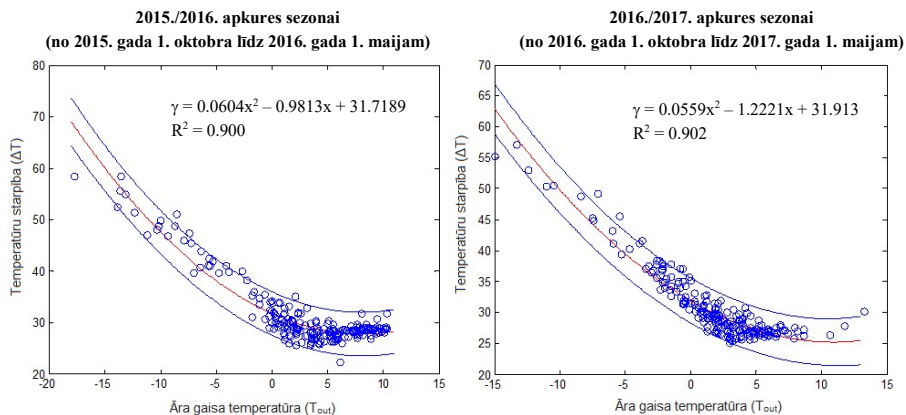 2015./2016. apkures sezonai
(no 2015. gada 1. oktobra līdz 2016. gada 1. maijam)
80
70
60
50
40
30
20
-20
-15
-10
-5
0
5
10
15
Temperatūru starpība (ΔT)
Āra gaisa temperatūra (Tout)
γ = 0.0604x² – 0.9813x + 31.7189
R² = 0.900
2016./2017. apkures sezonai
(no 2016. gada 1. oktobra līdz 2017. gada 1. maijam)
70
65
60
55
50
45
40
35
30
25
20
-15
-10
-5
0
5
10
15
Temperatūru starpība (ΔT)
Āra gaisa temperatūra (Tout)
γ = 0.0559x² – 1.2221x + 31.913
R² = 0.902